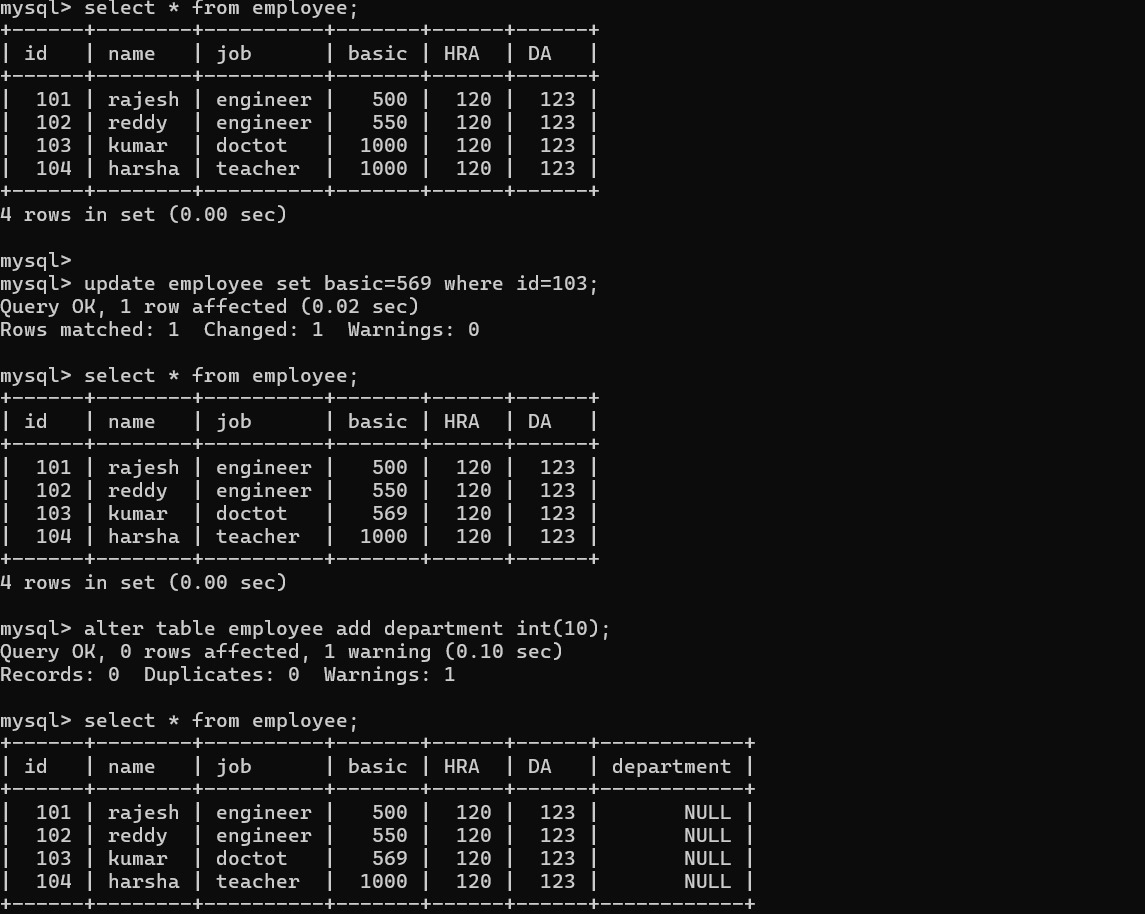 mysql> select * from employee;
+------+--------+----------+-------+------+------+
| id   | name   | job      | basic | HRA  | DA   |
+------+--------+----------+-------+------+------+
|  101 | rajesh | engineer |   500 |  120 |  123 |
|  102 | reddy  | engineer |   550 |  120 |  123 |
|  103 | kumar  | doctot   |  1000 |  120 |  123 |
|  104 | harsha | teacher  |  1000 |  120 |  123 |
+------+--------+----------+-------+------+------+
4 rows in set (0.00 sec)

mysql>
mysql> update employee set basic=569 where id=103;
Query OK, 1 row affected (0.02 sec)
Rows matched: 1  Changed: 1  Warnings: 0

mysql> select * from employee;
+------+--------+----------+-------+------+------+
| id   | name   | job      | basic | HRA  | DA   |
+------+--------+----------+-------+------+------+
|  101 | rajesh | engineer |   500 |  120 |  123 |
|  102 | reddy  | engineer |   550 |  120 |  123 |
|  103 | kumar  | doctot   |   569 |  120 |  123 |
|  104 | harsha | teacher  |  1000 |  120 |  123 |
+------+--------+----------+-------+------+------+
4 rows in set (0.00 sec)

mysql> alter table employee add department int(10);
Query OK, 0 rows affected, 1 warning (0.10 sec)
Records: 0  Duplicates: 0  Warnings: 1

mysql> select * from employee;
+------+--------+----------+-------+------+------+------------+
| id   | name   | job      | basic | HRA  | DA   | department |
+------+--------+----------+-------+------+------+------------+
|  101 | rajesh | engineer |   500 |  120 |  123 |       NULL |
|  102 | reddy  | engineer |   550 |  120 |  123 |       NULL |
|  103 | kumar  | doctot   |   569 |  120 |  123 |       NULL |
|  104 | harsha | teacher  |  1000 |  120 |  123 |       NULL |
+------+--------+----------+-------+------+------+------------+